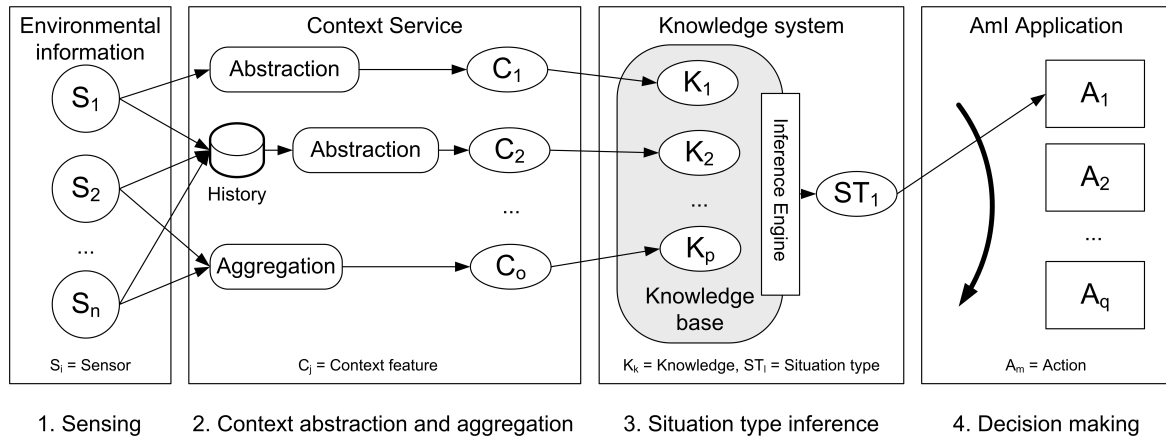 Environmental
information
S1
S2
...
Sn
Si = Sensor
1. Sensing
Context Service
Abstraction
C1
History
Abstraction
C2
...
Aggregation
Co
Cj = Context feature
2. Context abstraction and aggregation
Knowledge system
K1
K2
...
Kp
Knowledge
base
Inference Engine
ST1
Kk = Knowledge, STl = Situation type
3. Situation type inference
AmI Application
A1
A2
...
Aq
Am = Action
4. Decision making